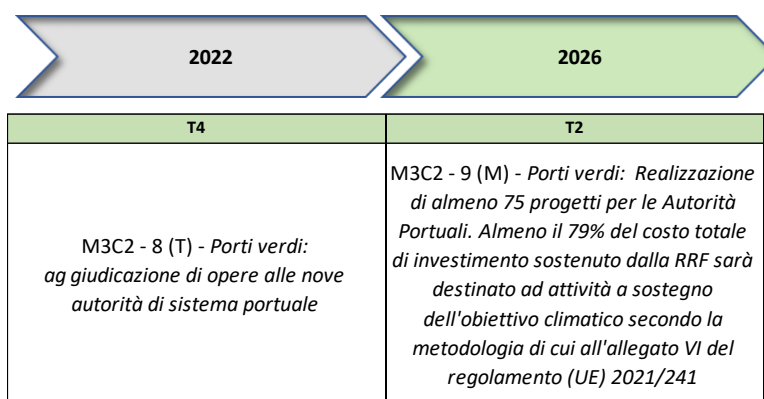 2022
2026
T4
T2
M3C2 - 8 (T) - Porti verdi:
ag giudicazione di opere alle nove
autorità di sistema portuale
M3C2 - 9 (M) - Porti verdi:  Realizzazione
di almeno 75 progetti per le Autorità
Portuali. Almeno il 79% del costo totale
di investimento sostenuto dalla RRF sarà
destinato ad attività a sostegno
dell'obiettivo climatico secondo la
metodologia di cui all'allegato VI del
regolamento (UE) 2021/241